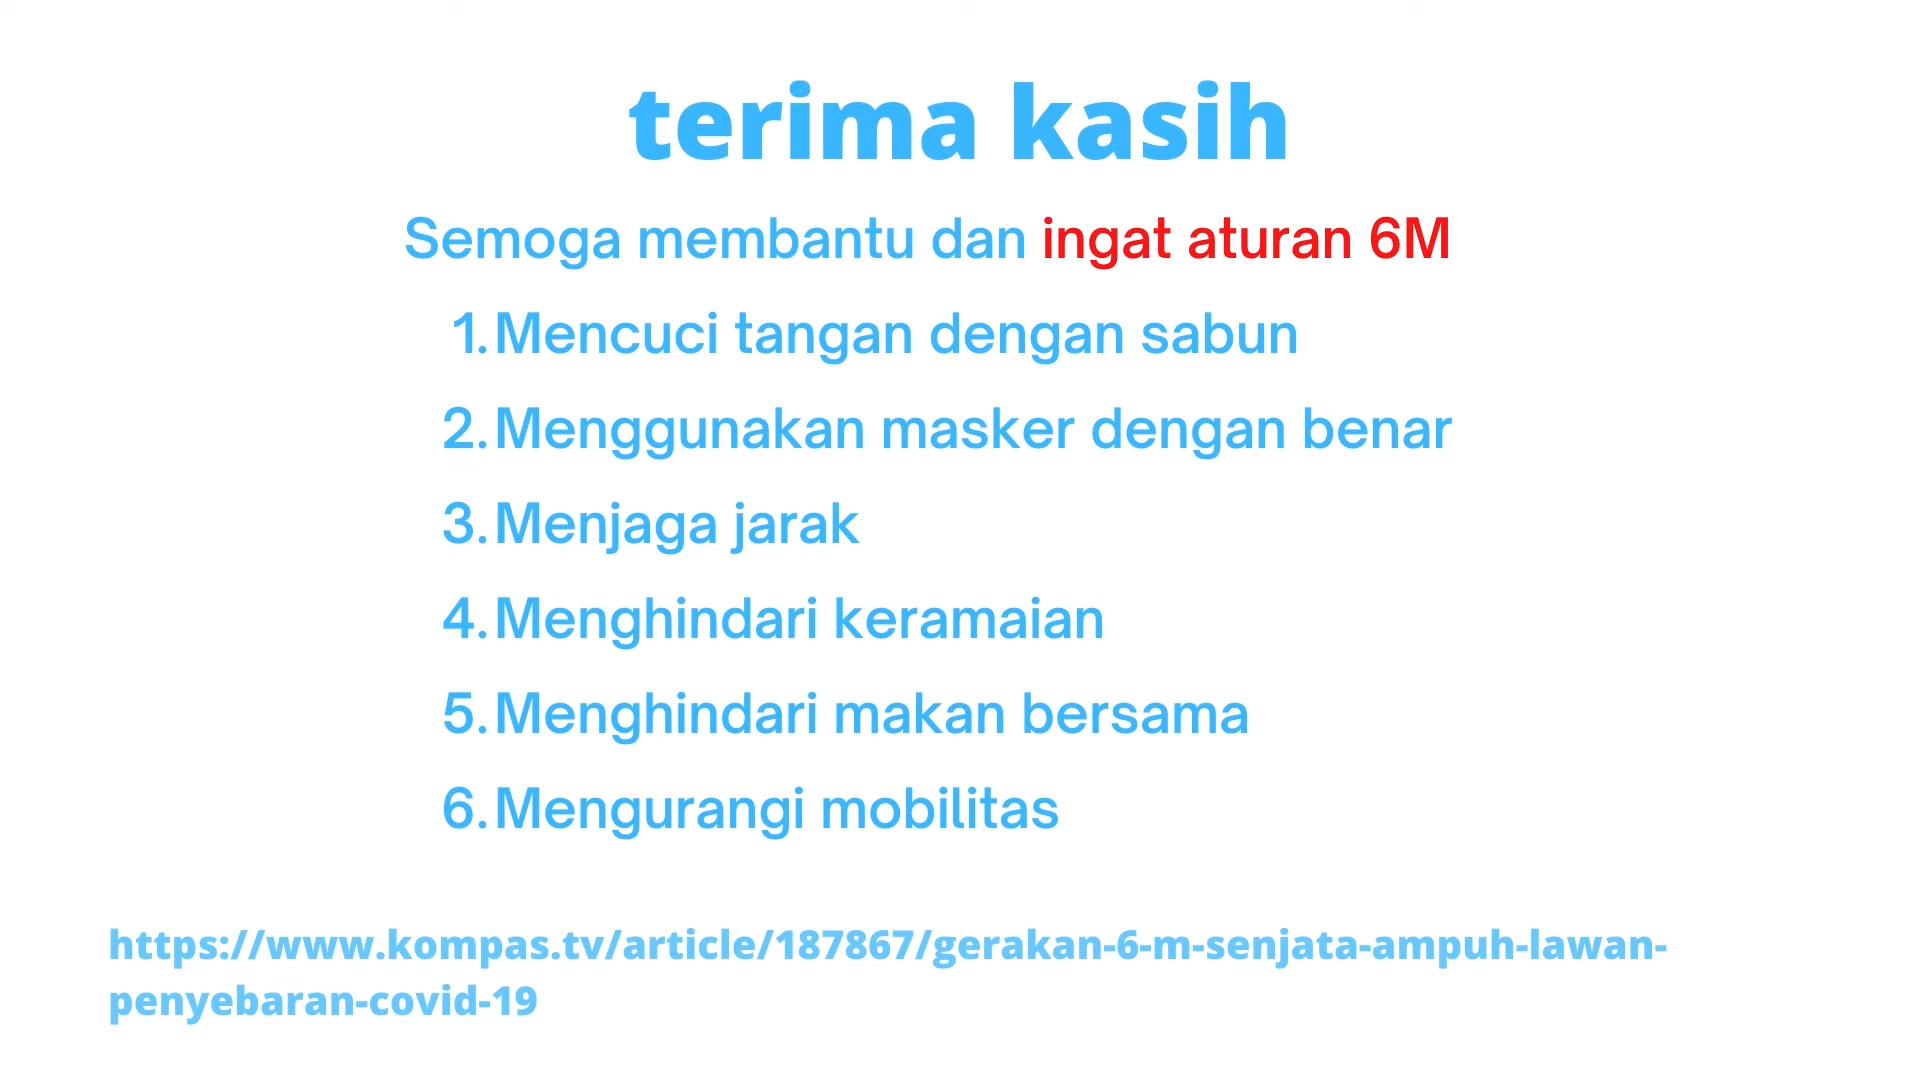 terima kasih
Semoga membantu dan ingat aturan 6M
1. Mencuci tangan dengan sabun
2. Menggunakan masker dengan benar
3. Menjaga jarak
4. Menghindari keramaian
5. Menghindari makan bersama
6. Mengurangi mobilitas
https://www.kompas.tv/article/187867/gerakan-6-m-senjata-ampuh-lawan-
penyebaran-covid-19